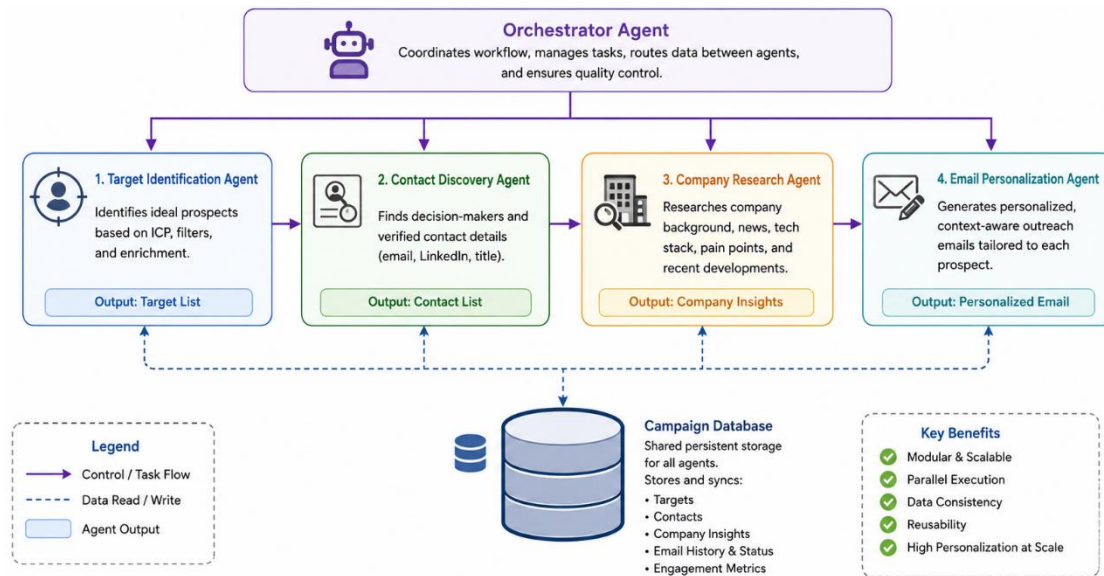 Orchestrator Agent
Coordinates workflow, manages tasks, routes data between agents,
and ensures quality control.
1. Target Identification Agent
Identifies ideal prospects
based on ICP, filters,
and enrichment.
Output: Target List
2. Contact Discovery Agent
Finds decision-makers and
verified contact details
(email, LinkedIn, title).
Output: Contact List
3. Company Research Agent
Researches company
background, news, tech
stack, pain points, and
recent developments.
Output: Company Insights
4. Email Personalization Agent
Generates personalized,
context-aware outreach
emails tailored to each
prospect.
Output: Personalized Email
Legend
Control / Task Flow
Data Read / Write
Agent Output
Campaign Database
Shared persistent storage
for all agents.
Stores and syncs:
• Targets
• Contacts
• Company Insights
• Email History & Status
• Engagement Metrics
Key Benefits
Modular & Scalable
Parallel Execution
Data Consistency
Reusability
High Personalization at Scale